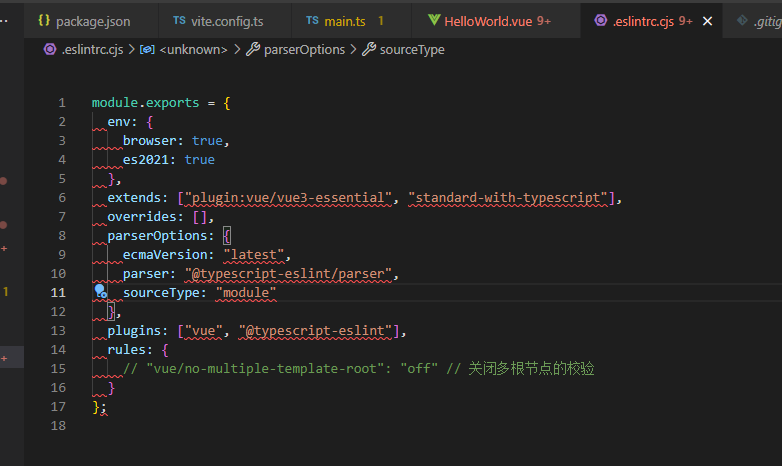 {} package.json
TS vite.config.ts
TS main.ts 1
HelloWorld.vue 9+
.eslintrc.cjs 9+ ×
.gitig
.eslintrc.cjs > <unknown> > parserOptions > sourceType
1 module.exports = {
2 env: {
3 browser: true,
4 es2021: true
5 },
6 extends: ["plugin:vue/vue3-essential", "standard-with-typescript"],
7 overrides: [],
8 parserOptions: {
9 ecmaVersion: "latest",
10 parser: "@typescript-eslint/parser",
11 sourceType: "module"
12 },
13 plugins: ["vue", "@typescript-eslint"],
14 rules: {
15 // "vue/no-multiple-template-root": "off" // 关闭多根节点的校验
16 }
17 };
18
1